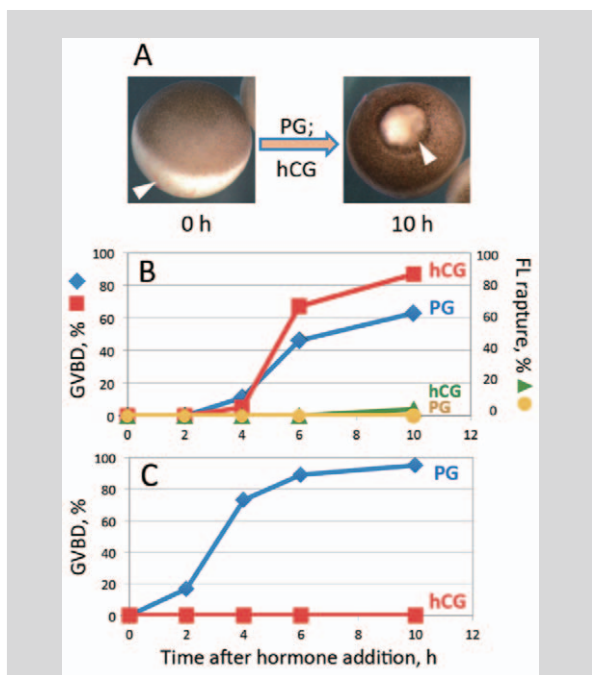 A
PG;
hCG
0 h
10 h
B
100
80
60
40
20
0
GVBD, %
hCG
PG
hCG
PG
100
80
60
40
20
0
FL rapture, %
0 2 4 6 8 10 12
C
100
80
60
40
20
0
GVBD, %
PG
hCG
0 2 4 6 8 10 12
Time after hormone addition, h